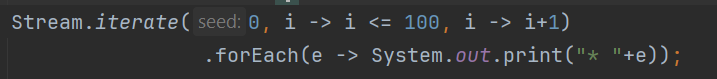 Stream.iterate( seed: 0, i -> i <= 100, i -> i+1)
.forEach(e -> System.out.print("* "+e));